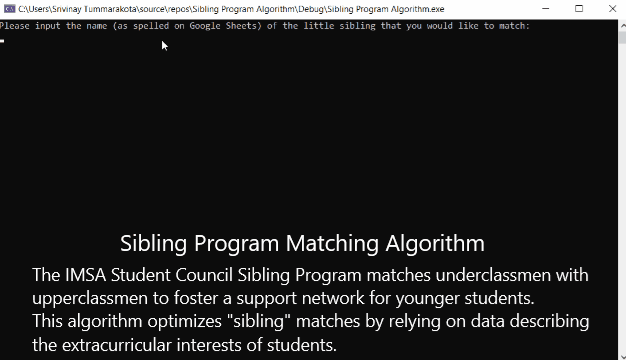 C:\Users\Srivinay Tummarakota\source\repos\Sibling Program Algorithm\Debug\Sibling Program Algorithm.exe
Please input the name (as spelled on Google Sheets) of the little sibling that you would like to match:
Sibling Program Matching Algorithm
The IMSA Student Council Sibling Program matches underclassmen with
upperclassmen to foster a support network for younger students.
This algorithm optimizes "sibling" matches by relying on data describing
the extracurricular interests of students.